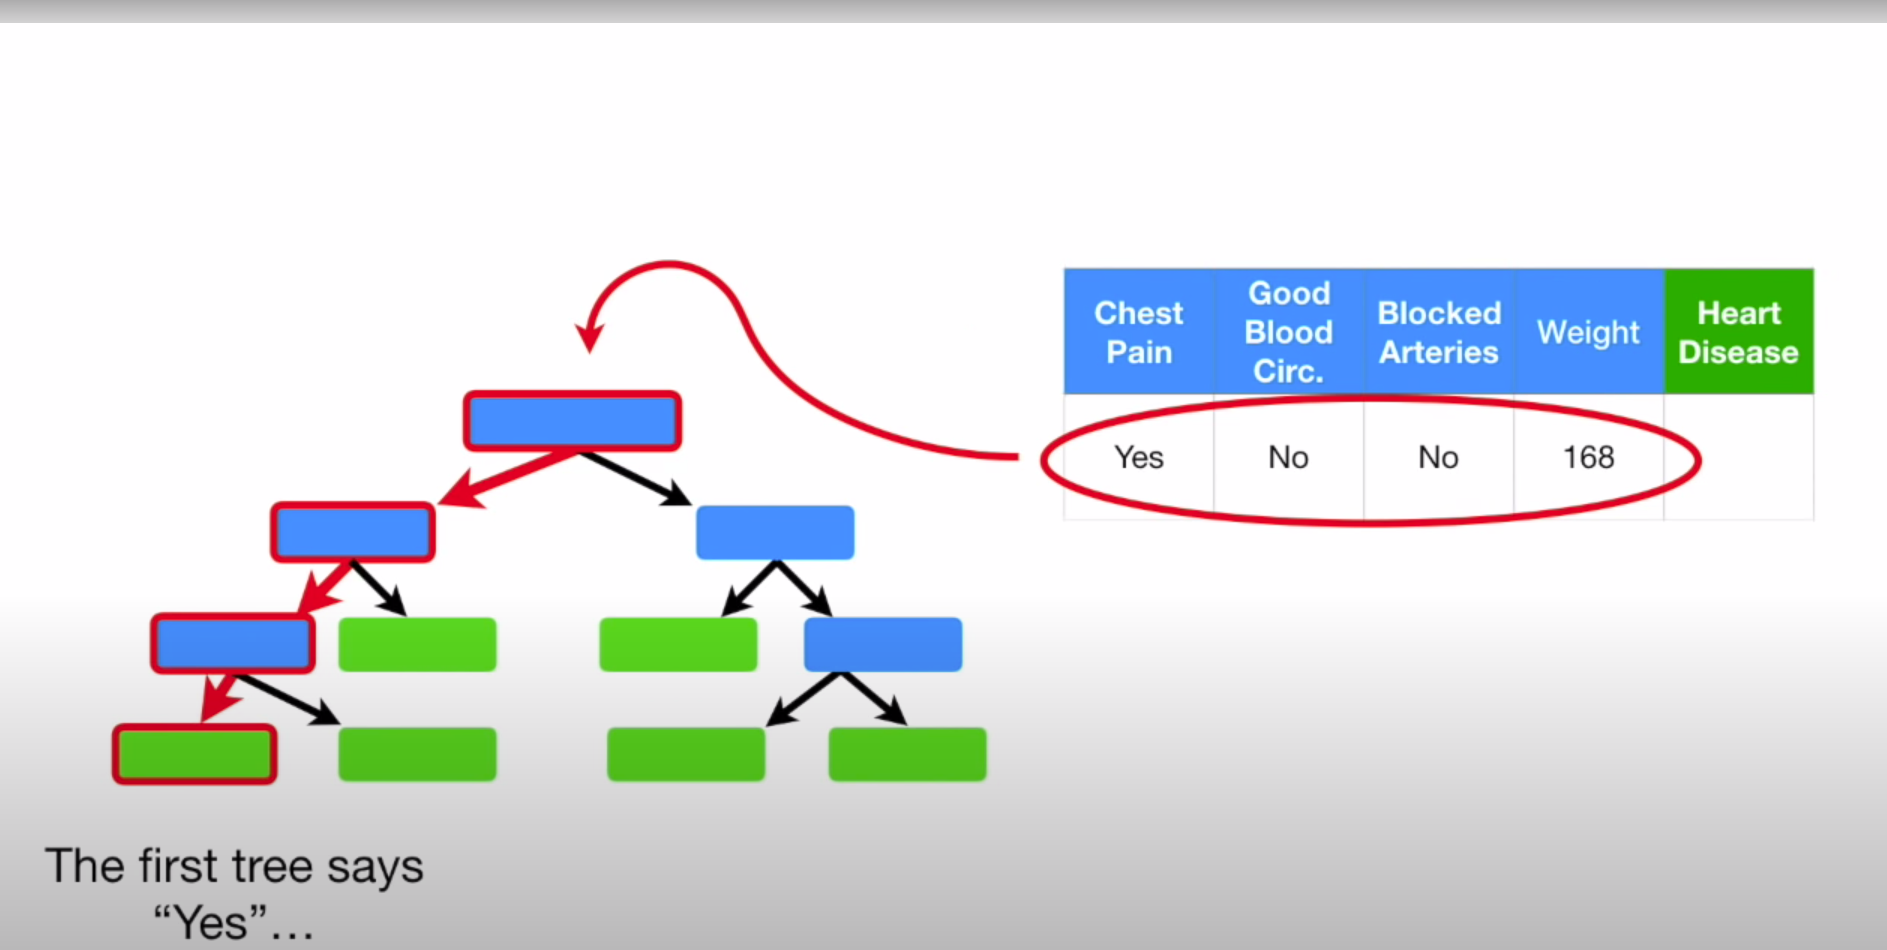 Chest
Pain
Good
Blood
Circ.
Blocked
Arteries
Weight
Heart
Disease
Yes
No
No
168
The first tree says
“Yes”…